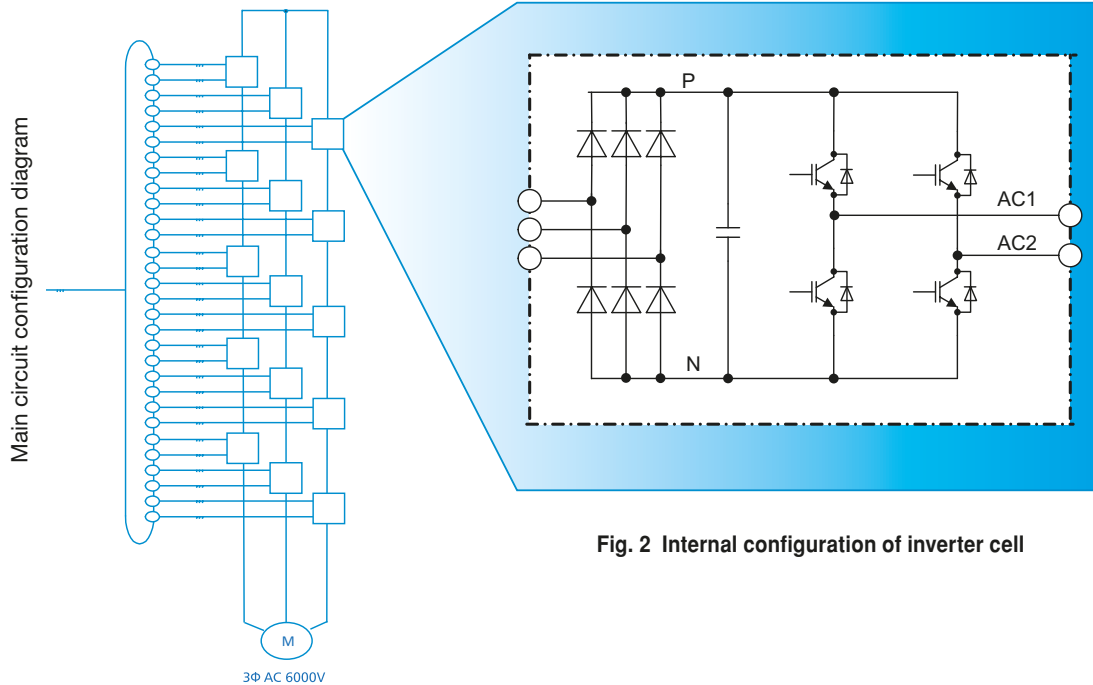 Main circuit configuration diagram
P
N
AC1
AC2
Fig. 2 Internal configuration of inverter cell
M
3Φ AC 6000V